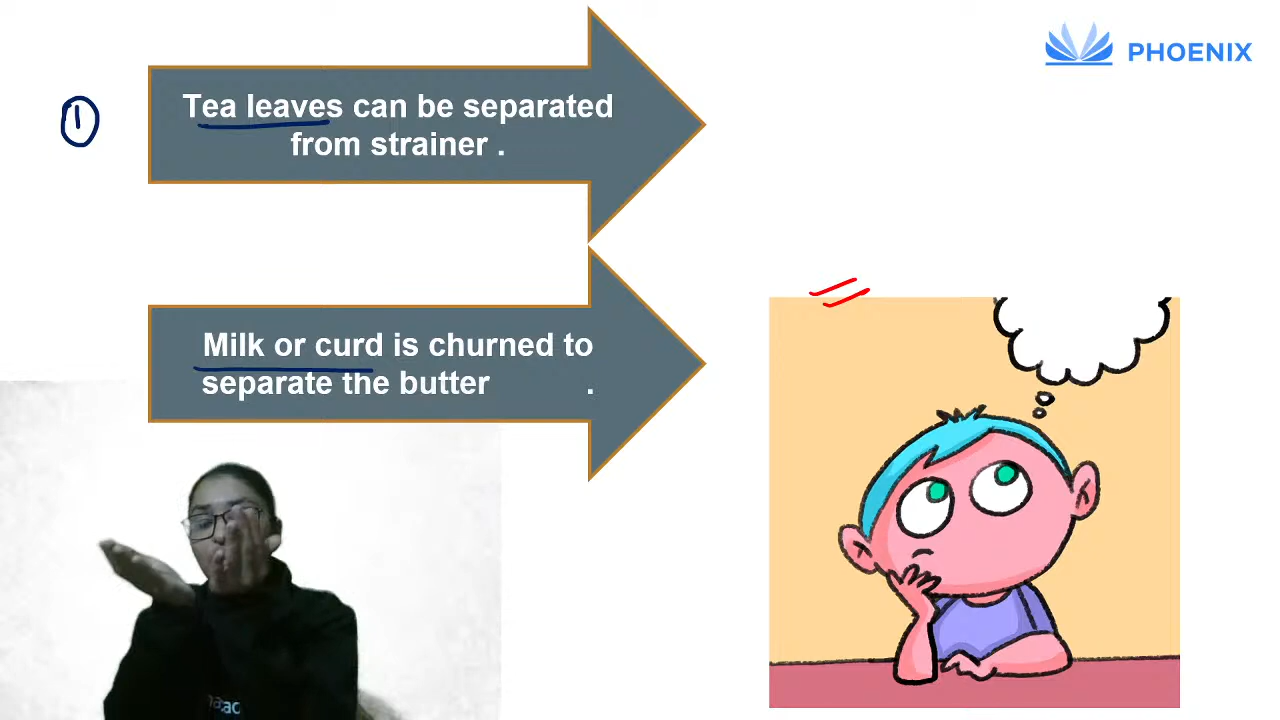 PHOENIX
1
Tea leaves can be separated
from strainer .
Milk or curd is churned to
separate the butter .